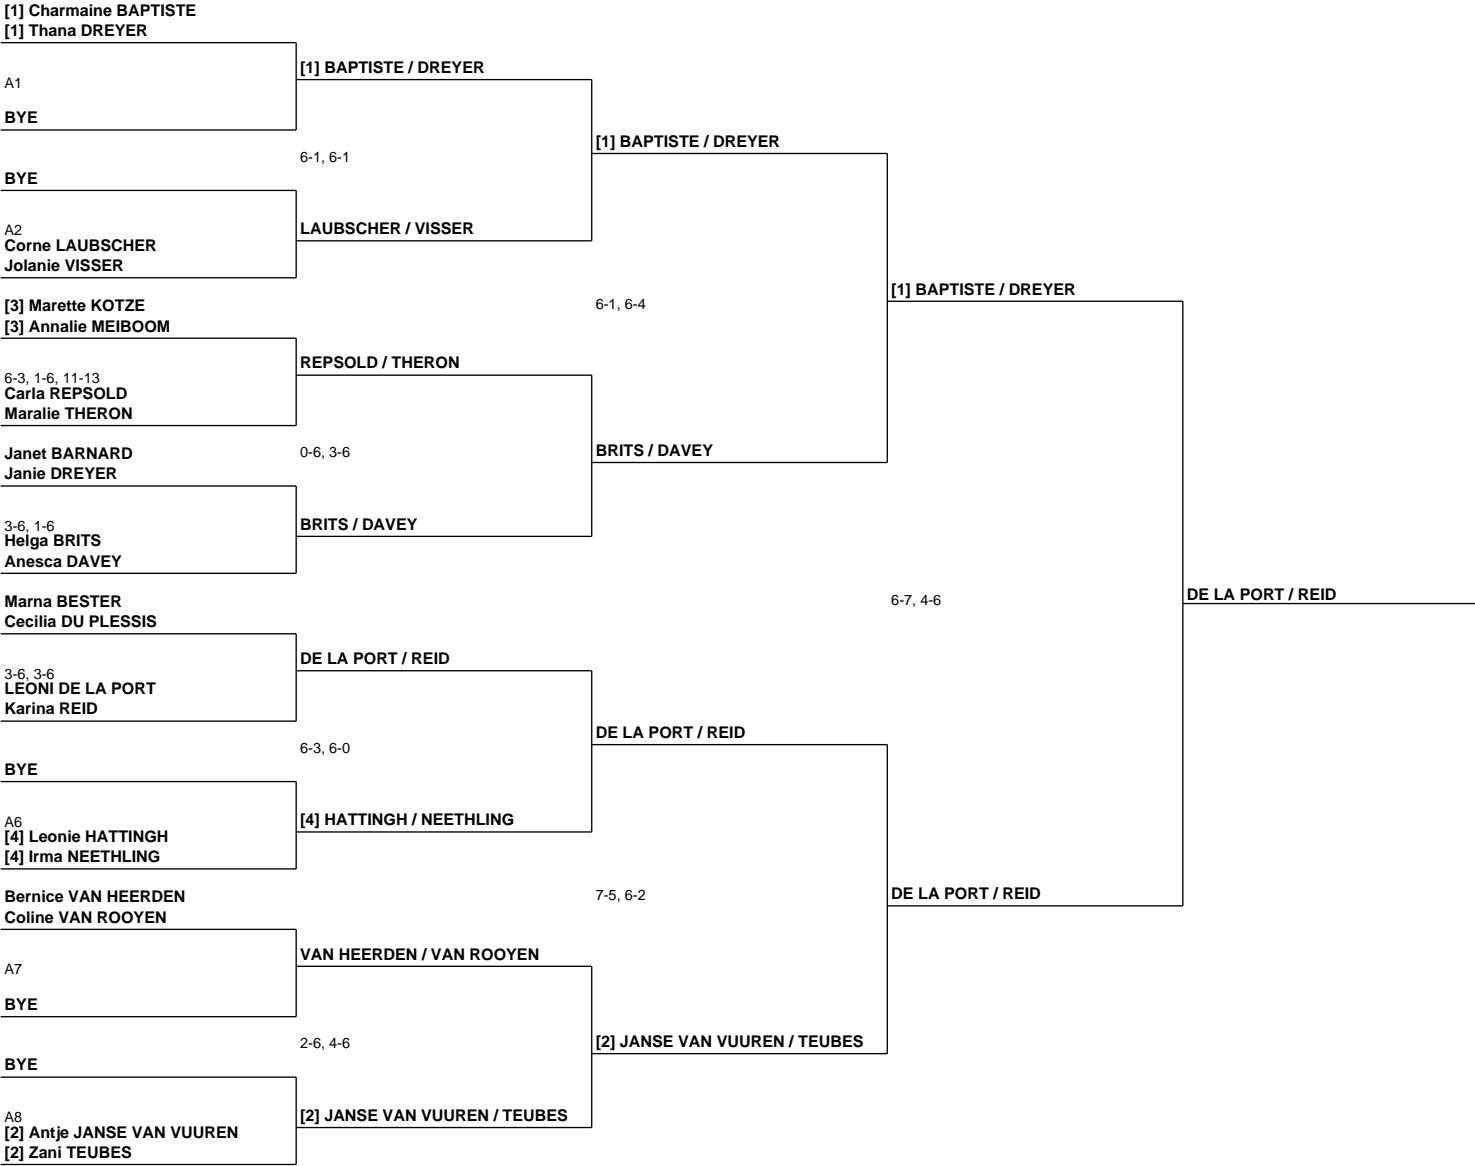 [1] Charmaine BAPTISTE
[1] Thana DREYER
[1] BAPTISTE / DREYER
A1
BYE
[1] BAPTISTE / DREYER
6-1, 6-1
BYE
A2
LAUBSCHER / VISSER
Corne LAUBSCHER
Jolanie VISSER
[1] BAPTISTE / DREYER
[3] Marette KOTZE
6-1, 6-4
[3] Annalie MEIBOOM
REPSOLD / THERON
6-3, 1-6, 11-13
Carla REPSOLD
Maralie THERON
Janet BARNARD
0-6, 3-6
BRITS / DAVEY
Janie DREYER
3-6, 1-6
BRITS / DAVEY
Helga BRITS
Anesca DAVEY
Marna BESTER
6-7, 4-6
DE LA PORT / REID
Cecilia DU PLESSIS
DE LA PORT / REID
3-6, 3-6
LEONI DE LA PORT
Karina REID
DE LA PORT / REID
6-3, 6-0
BYE
A6
[4] HATTINGH / NEETHLING
[4] Leonie HATTINGH
[4] Irma NEETHLING
Bernice VAN HEERDEN
7-5, 6-2
DE LA PORT / REID
Coline VAN ROOYEN
VAN HEERDEN / VAN ROOYEN
A7
BYE
2-6, 4-6
[2] JANSE VAN VUUREN / TEUBES
BYE
A8
[2] JANSE VAN VUUREN / TEUBES
[2] Antje JANSE VAN VUUREN
[2] Zani TEUBES